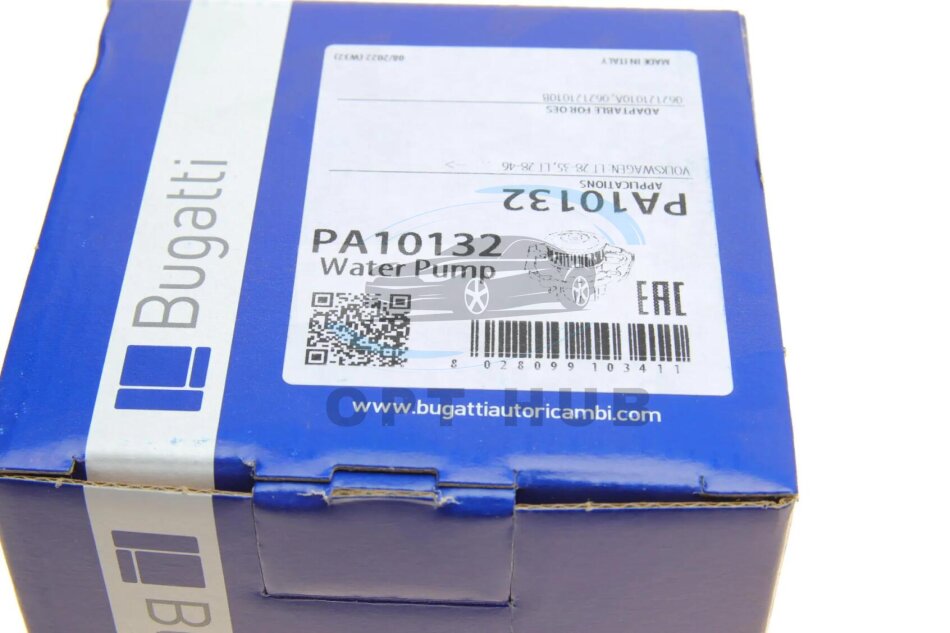 Bugatti
08/2022 (W32)
MADE IN ITALY
062121010A, 062121010B
ADAPTABLE FOR OES
VOLKSWAGEN: LT 28-35, LT 28-46
APPLICATIONS
PA10132
PA10132
Water Pump
EAC
8 028099 103411
OPT HUB
www.bugattiautoricambi.com